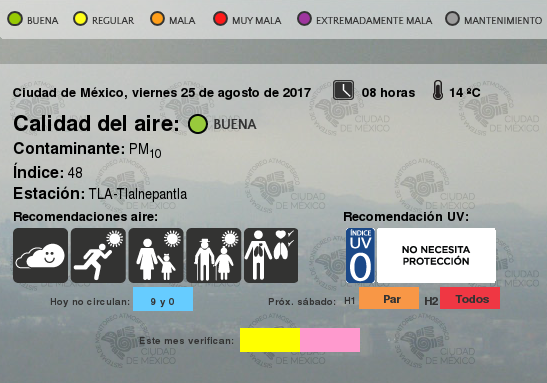 BUENA REGULAR MALA MUY MALA EXTREMADAMENTE MALA MANTENIMIENTO
Ciudad de México, viernes 25 de agosto de 2017 08 horas 14 ºC
Calidad del aire: BUENA
Contaminante: PM10
Índice: 48
Estación: TLA-Tlalnepantla
Recomendaciones aire: Recomendación UV:
ÍNDICE UV 0
NO NECESITA
PROTECCIÓN
Hoy no circulan: 9 y 0 Próx. sábado: H1 Par H2 Todos
Este mes verifican: